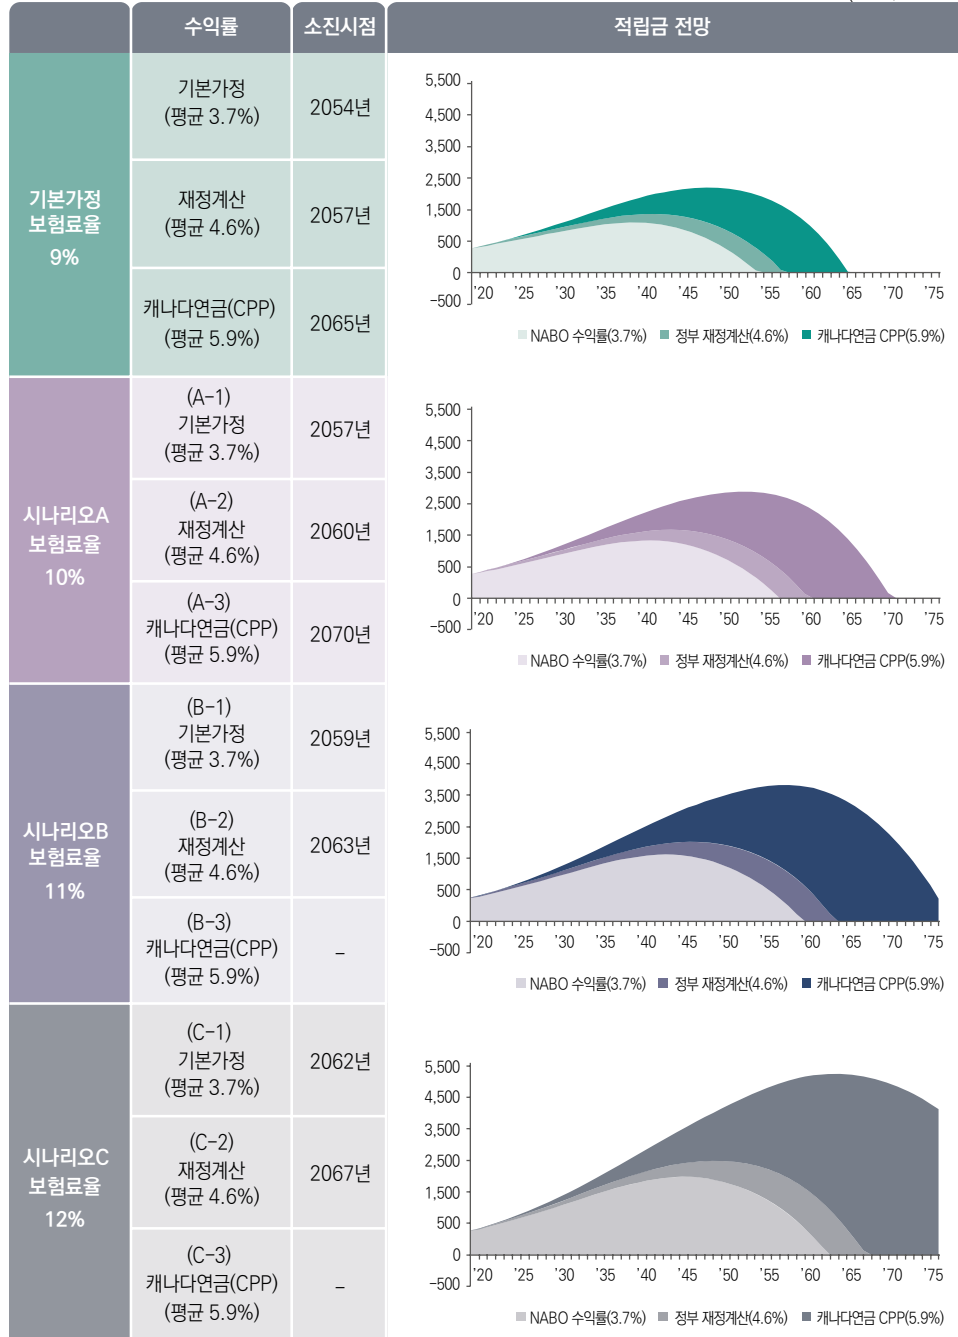 수익률 소진시점 적립금 전망
기본가정
보험료율
9%
기본가정
(평균 3.7%)
2054년
재정계산
(평균 4.6%)
2057년
캐나다연금(CPP)
(평균 5.9%)
2065년
5,500
4,500
3,500
2,500
1,500
500
0
-500
'20 '25 '30 '35 '40 '45 '50 '55 '60 '65 '70 '75
NABO 수익률(3.7%) 정부 재정계산(4.6%) 캐나다연금 CPP(5.9%)
시나리오A
보험료율
10%
(A-1)
기본가정
(평균 3.7%)
2057년
(A-2)
재정계산
(평균 4.6%)
2060년
(A-3)
캐나다연금(CPP)
(평균 5.9%)
2070년
5,500
4,500
3,500
2,500
1,500
500
0
-500
'20 '25 '30 '35 '40 '45 '50 '55 '60 '65 '70 '75
NABO 수익률(3.7%) 정부 재정계산(4.6%) 캐나다연금 CPP(5.9%)
시나리오B
보험료율
11%
(B-1)
기본가정
(평균 3.7%)
2059년
(B-2)
재정계산
(평균 4.6%)
2063년
(B-3)
캐나다연금(CPP)
(평균 5.9%)
–
5,500
4,500
3,500
2,500
1,500
500
0
-500
'20 '25 '30 '35 '40 '45 '50 '55 '60 '65 '70 '75
NABO 수익률(3.7%) 정부 재정계산(4.6%) 캐나다연금 CPP(5.9%)
시나리오C
보험료율
12%
(C-1)
기본가정
(평균 3.7%)
2062년
(C-2)
재정계산
(평균 4.6%)
2067년
(C-3)
캐나다연금(CPP)
(평균 5.9%)
–
5,500
4,500
3,500
2,500
1,500
500
0
-500
'20 '25 '30 '35 '40 '45 '50 '55 '60 '65 '70 '75
NABO 수익률(3.7%) 정부 재정계산(4.6%) 캐나다연금 CPP(5.9%)